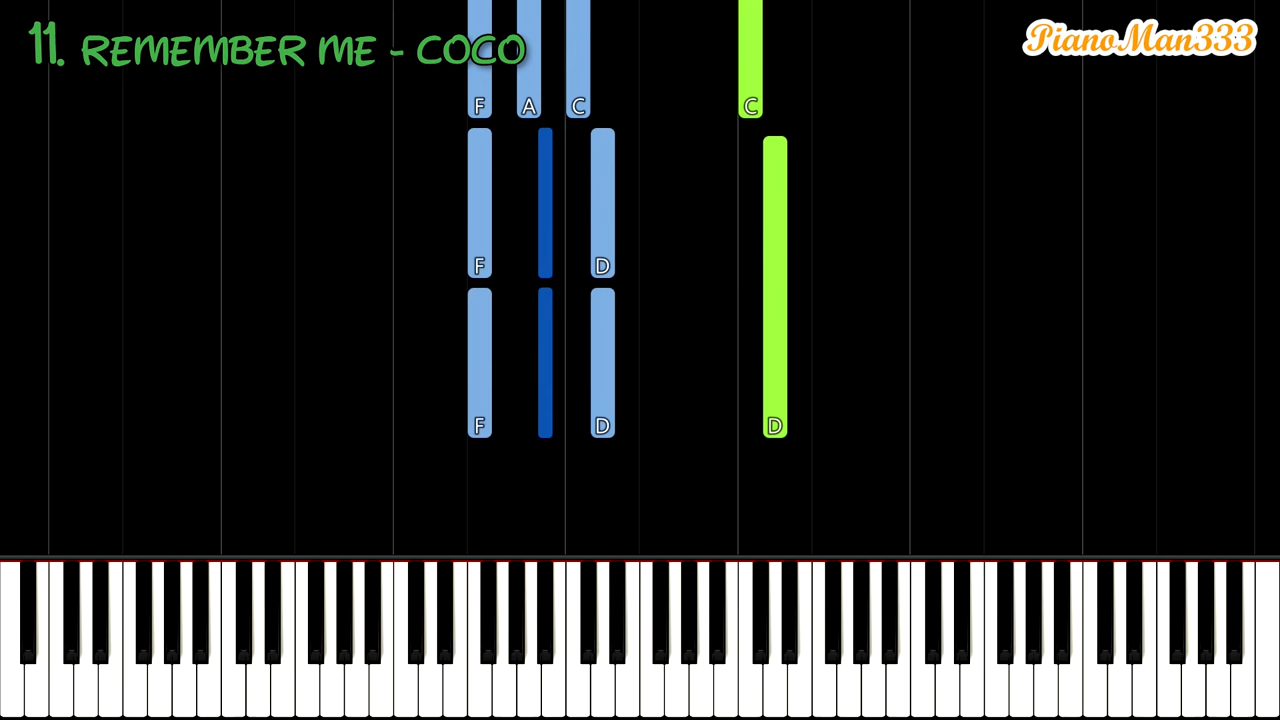 11. REMEMBER ME - COCO
PianoMan333
F A C C
F D
F D D